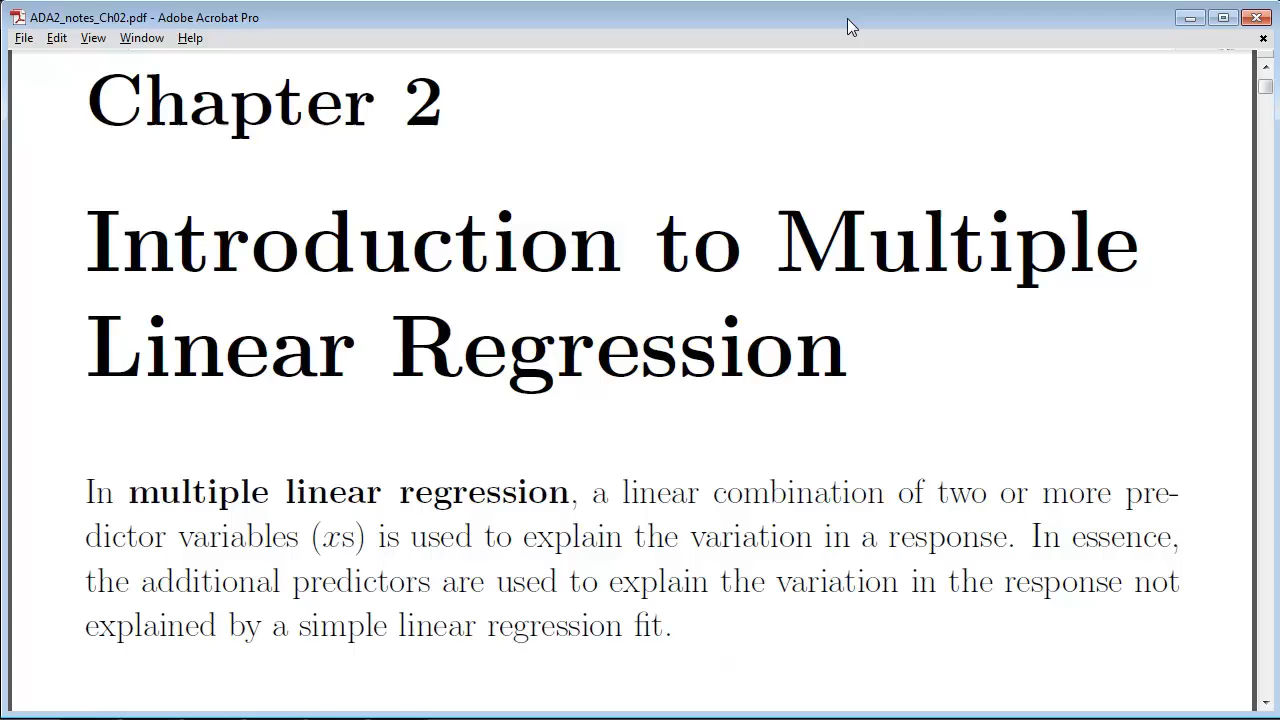 ADA2_notes_Ch02.pdf - Adobe Acrobat Pro
File Edit View Window Help
Chapter 2
Introduction to Multiple
Linear Regression
In multiple linear regression, a linear combination of two or more pre-
dictor variables (xs) is used to explain the variation in a response. In essence,
the additional predictors are used to explain the variation in the response not
explained by a simple linear regression fit.